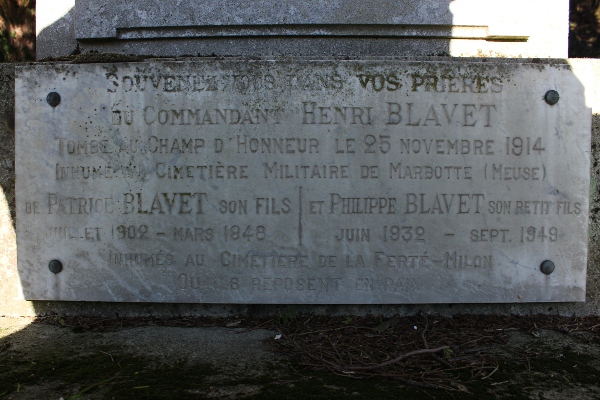 SOUVENEZ-VOUS DANS VOS PRIÈRES
DU COMMANDANT HENRI BLAVET
TOMBÉ AU CHAMP D'HONNEUR LE 25 NOVEMBRE 1914
INHUMÉ AU CIMETIÈRE MILITAIRE DE MARBOTTE (MEUSE)
DE PATRICE BLAVET SON FILS ET PHILIPPE BLAVET SON PETIT FILS
JUILLET 1902 - MARS 1948 JUIN 1932 - SEPT. 1949
INHUMÉS AU CIMETIÈRE DE LA FERTÉ-MILON
QU'ILS REPOSENT EN PAIX